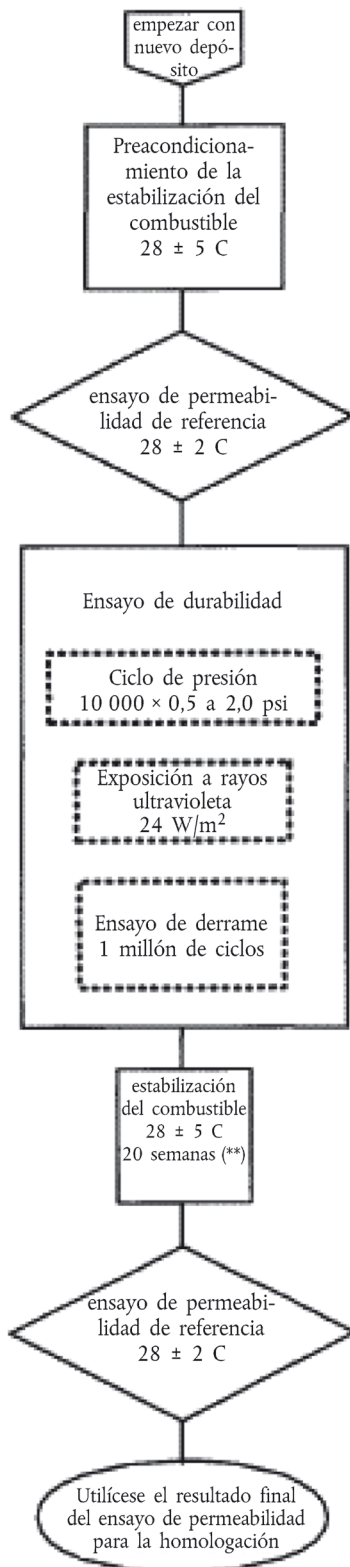 empezar con
nuevo depó-
sito
Preacondiciona-
miento de la
estabilización del
combustible
28 ± 5 C
ensayo de permeabi-
lidad de referencia
28 ± 2 C
Ensayo de durabilidad
Ciclo de presión
10 000 × 0,5 a 2,0 psi
Exposición a rayos
ultravioleta
24 W/m²
Ensayo de derrame
1 millón de ciclos
estabilización
del combustible
28 ± 5 C
20 semanas (**)
ensayo de permeabi-
lidad de referencia
28 ± 2 C
Utilícese el resultado final
del ensayo de permeabilidad
para la homologación